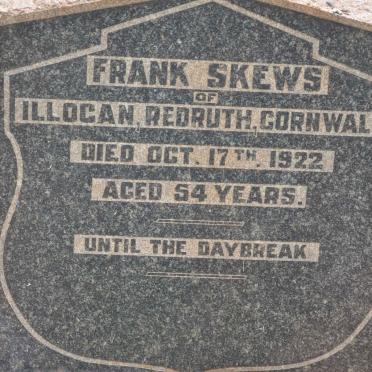 FRANK SKEWS
OF
ILLOGAN, REDRUTH, CORNWAL
DIED OCT. 17TH. 1922
AGED 54 YEARS.
UNTIL THE DAYBREAK